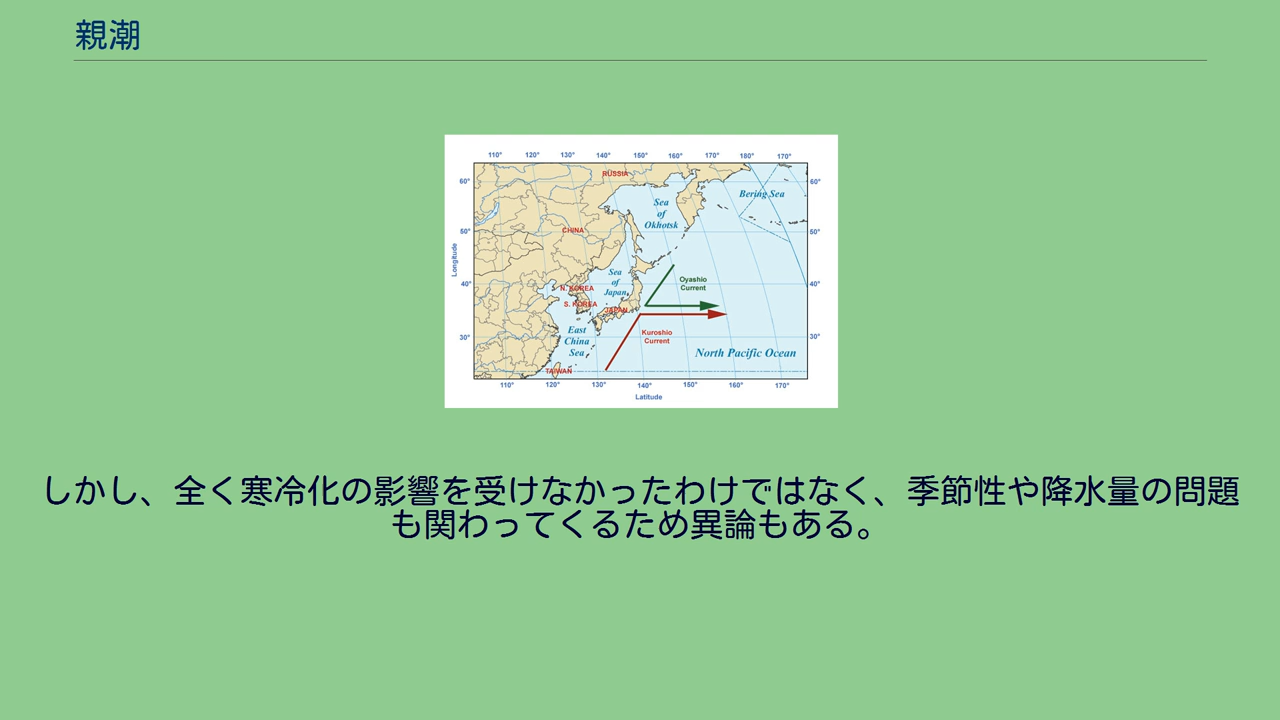 親潮
110° 120° 130° 140° 150° 160° 170° 180° 170°
RUSSIA
60° 60°
Bering Sea
Sea
of
Okhotsk
CHINA
50° 50°
Longitude
Sea
of
Japan
Oyashio
Current
40° 40°
N. KOREA
S. KOREA
JAPAN
East
China
Sea
Kuroshio
Current
30° 30°
North Pacific Ocean
TAIWAN
110° 120° 130° 140° 150° 160° 170°
Latitude
しかし、全く寒冷化の影響を受けなかったわけではなく、季節性や降水量の問題
も関わってくるため異論もある。